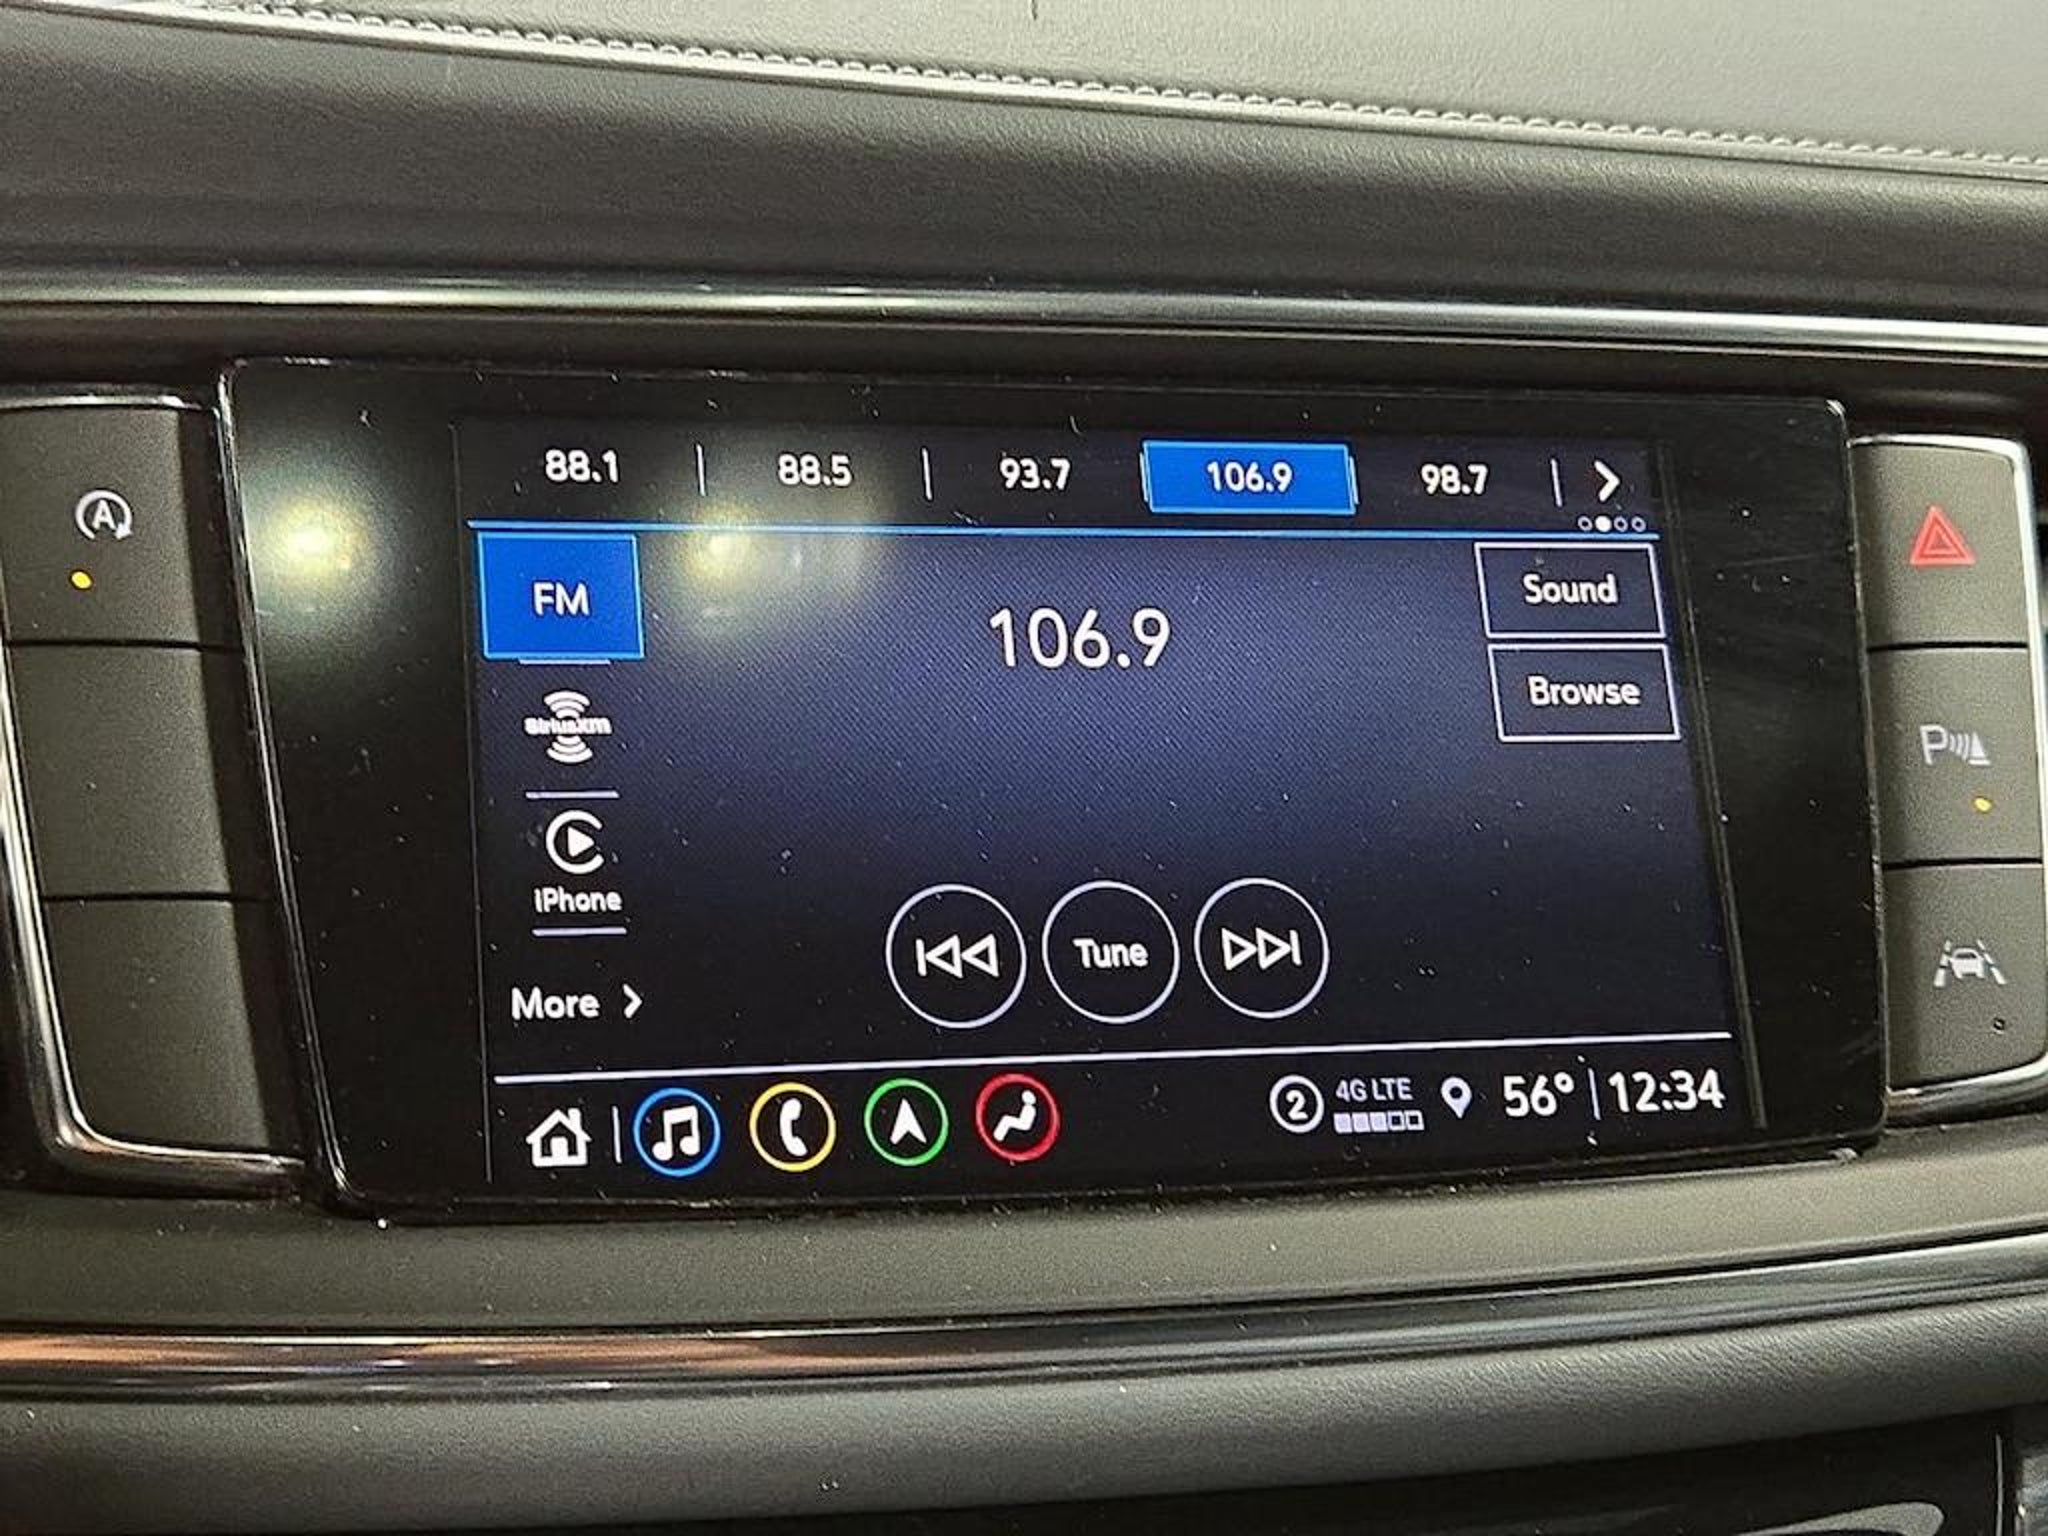 88.1 88.5 93.7 106.9 98.7
A
FM
106.9
Sound
Browse
siriusxm
iPhone
Tune
More
P
2 4G LTE 56° 12:34